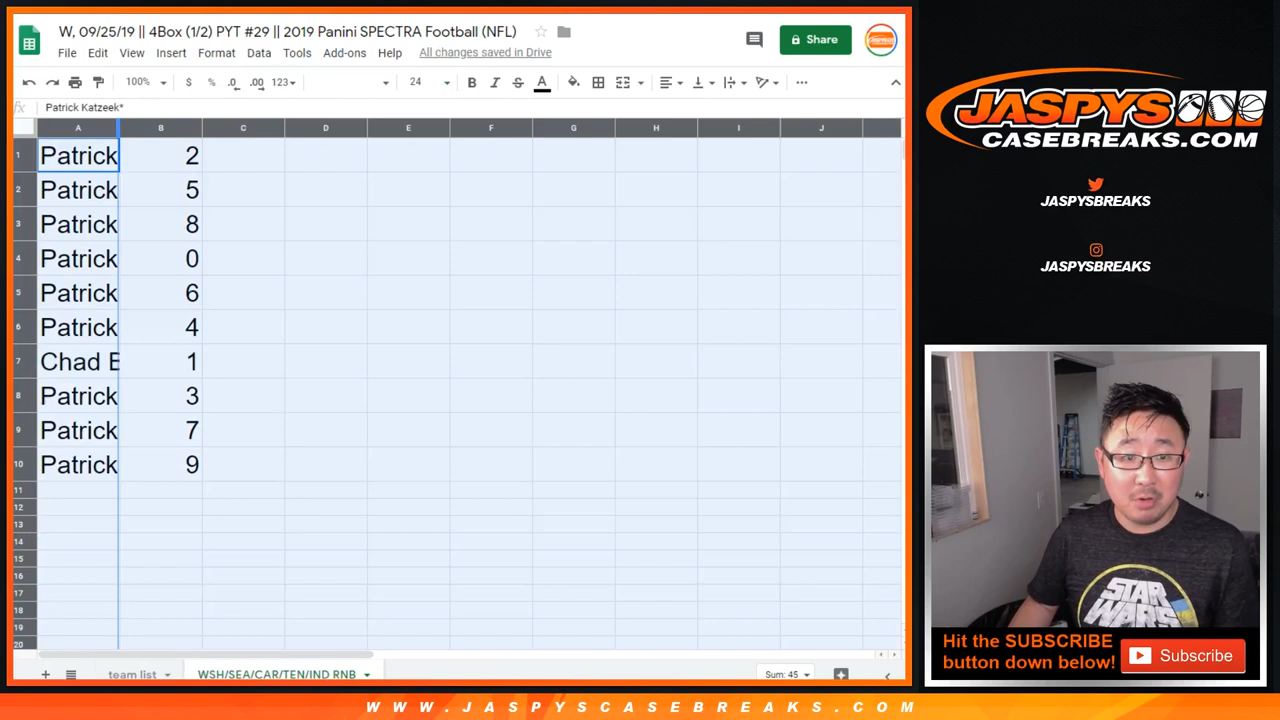 W, 09/25/19 || 4Box (1/2) PYT #29 || 2019 Panini SPECTRA Football (NFL)
File Edit View Insert Format Data Tools Add-ons Help All changes saved in Drive
Share
100% $ % .0 .00 123 24 B I S A
fx Patrick Katzeek*
A B C D E F G H I J
1 Patrick 2
2 Patrick 5
3 Patrick 8
4 Patrick 0
5 Patrick 6
6 Patrick 4
7 Chad B 1
8 Patrick 3
9 Patrick 7
10 Patrick 9
11
12
13
14
15
16
17
18
19
20
team list WSH/SEA/CAR/TEN/IND RNB Sum: 45
JASPYS
CASEBREAKS.COM
JASPYSBREAKS
JASPYSBREAKS
STAR
WARS
Hit the SUBSCRIBE
button down below!
Subscribe
WWW.JASPYSCASEBREAKS.COM